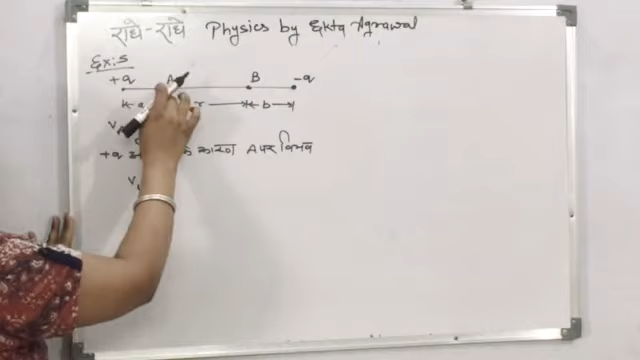 राधे-राधे Physics by Ekta Agrawal
Ex:5
+q A B -q
a r b
+q के कारण A पर विभव